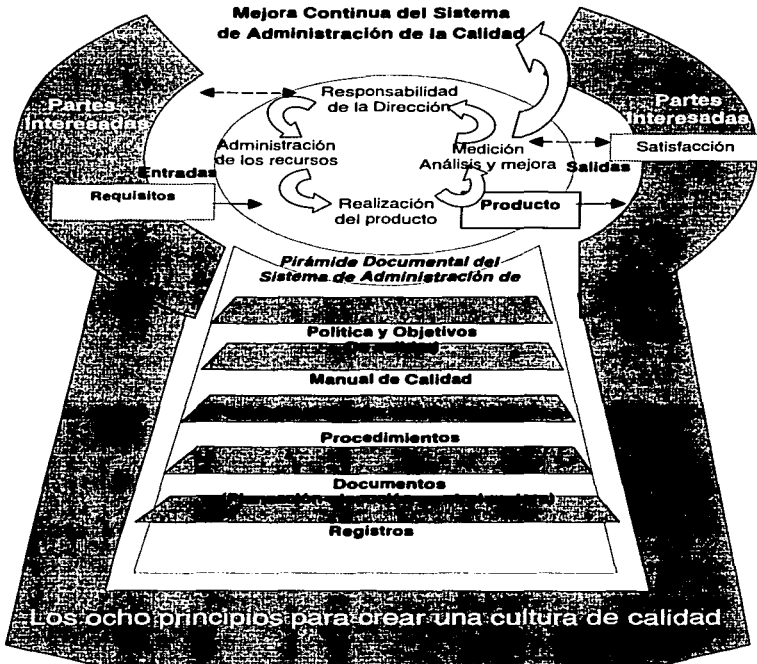 Mejora Continua del Sistema
de Administración de la Calidad
Partes
Interesadas
Responsabilidad
de la Dirección
Partes
Interesadas
Administración
de los recursos
Medición
Análisis y mejora
Satisfacción
Entradas
Salidas
Requisitos
Realización
del producto
Producto
Pirámide Documental del
Sistema de Administración de
Política y Objetivos
Manual de Calidad
Procedimientos
Documentos
Registros
Los ocho principios para crear una cultura de calidad